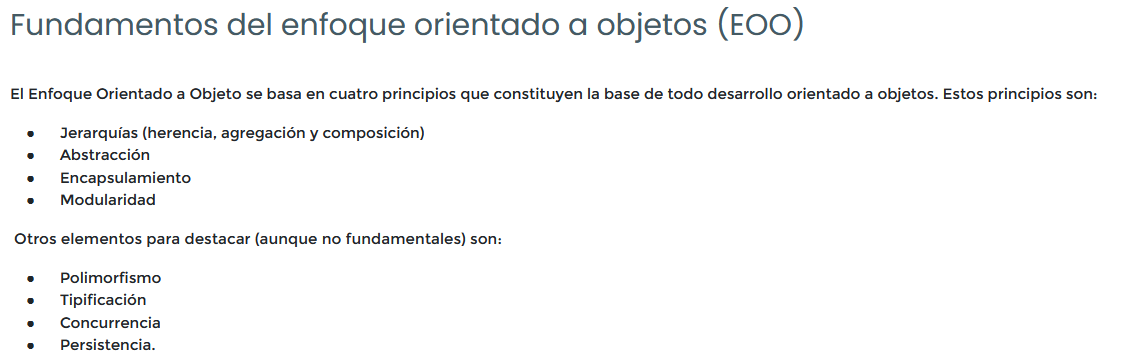 Fundamentos del enfoque orientado a objetos (EOO)
El Enfoque Orientado a Objeto se basa en cuatro principios que constituyen la base de todo desarrollo orientado a objetos. Estos principios son:
• Jerarquías (herencia, agregación y composición)
• Abstracción
• Encapsulamiento
• Modularidad
Otros elementos para destacar (aunque no fundamentales) son:
• Polimorfismo
• Tipificación
• Concurrencia
• Persistencia.